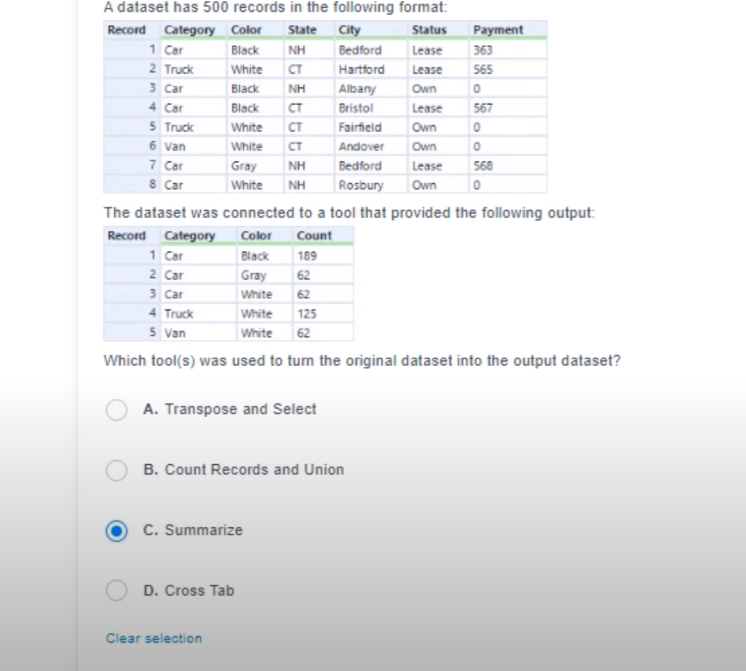 A dataset has 500 records in the following format:
Record Category Color State City Status Payment
1 Car Black NH Bedford Lease 363
2 Truck White CT Hartford Lease 565
3 Car Black NH Albany Own 0
4 Car Black CT Bristol Lease 567
5 Truck White CT Fairfield Own 0
6 Van White CT Andover Own 0
7 Car Gray NH Bedford Lease 568
8 Car White NH Rosbury Own 0
The dataset was connected to a tool that provided the following output:
Record Category Color Count
1 Car Black 189
2 Car Gray 62
3 Car White 62
4 Truck White 125
5 Van White 62
Which tool(s) was used to turn the original dataset into the output dataset?
A. Transpose and Select
B. Count Records and Union
C. Summarize
D. Cross Tab
Clear selection